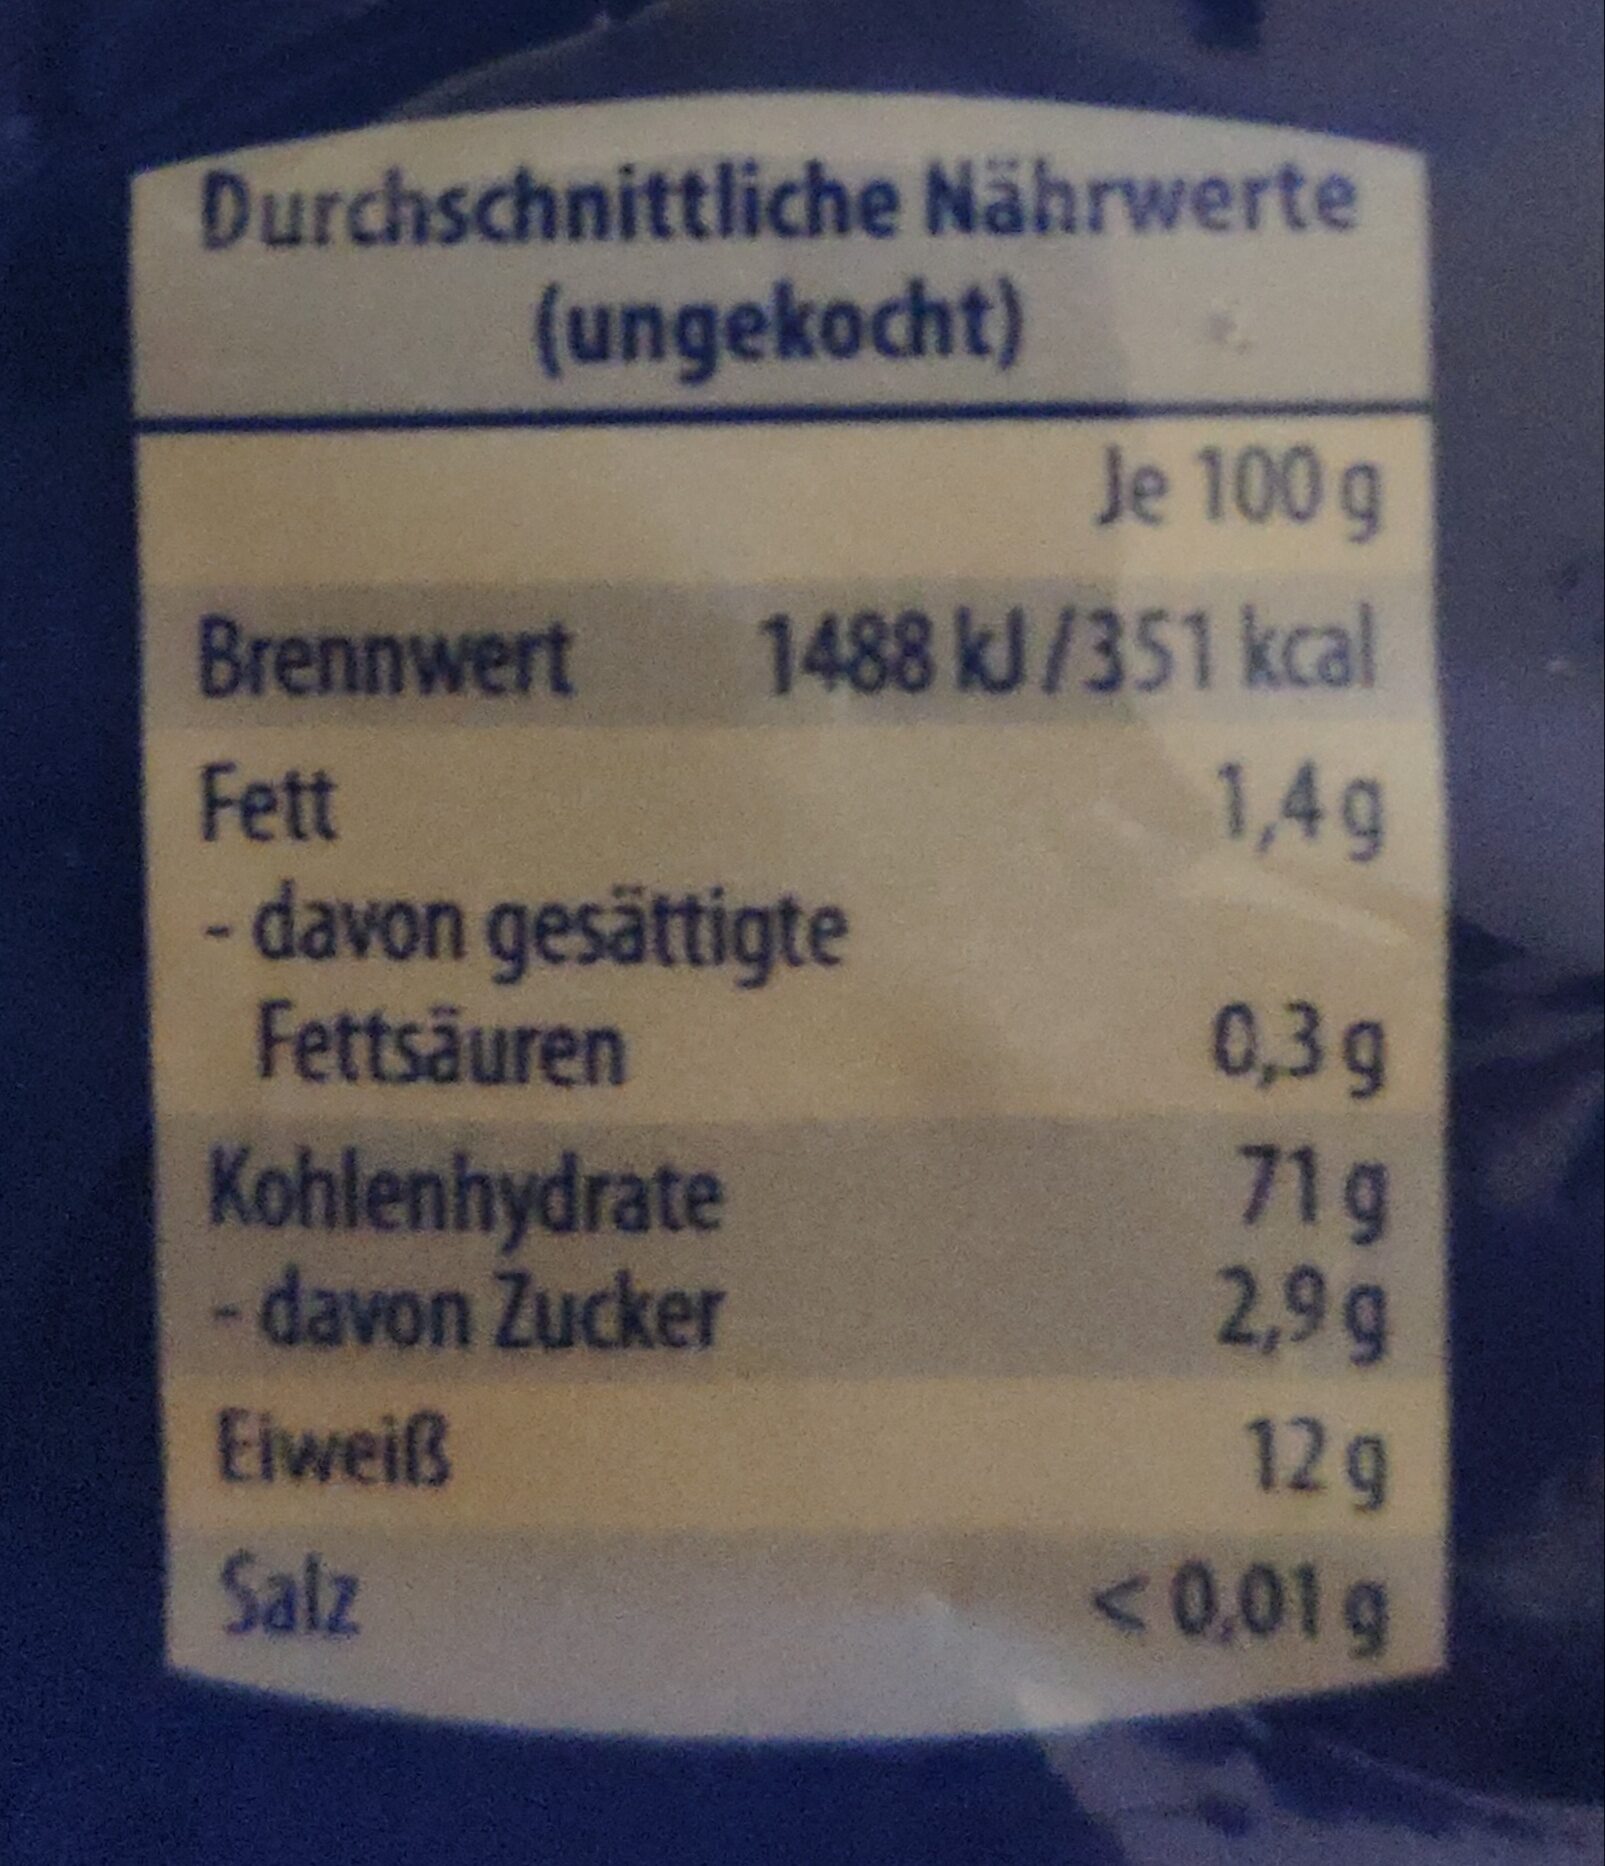 Durchschnittliche Nährwerte
(ungekocht)
Je 100 g
Brennwert 1488 kJ/351 kcal
Fett 1,4 g
- davon gesättigte
Fettsäuren 0,3 g
Kohlenhydrate 71 g
- davon Zucker 2,9 g
Eiweiß 12 g
Salz < 0,01 g